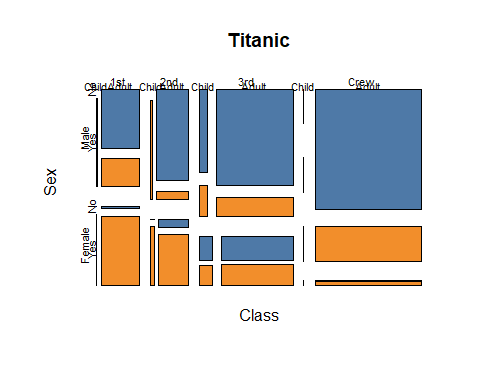 Titanic
1st 2nd 3rd Crew
Child Adult Child Adult Child Adult Child Adult
No
Male
Yes
No
Female
Yes
Sex
Class